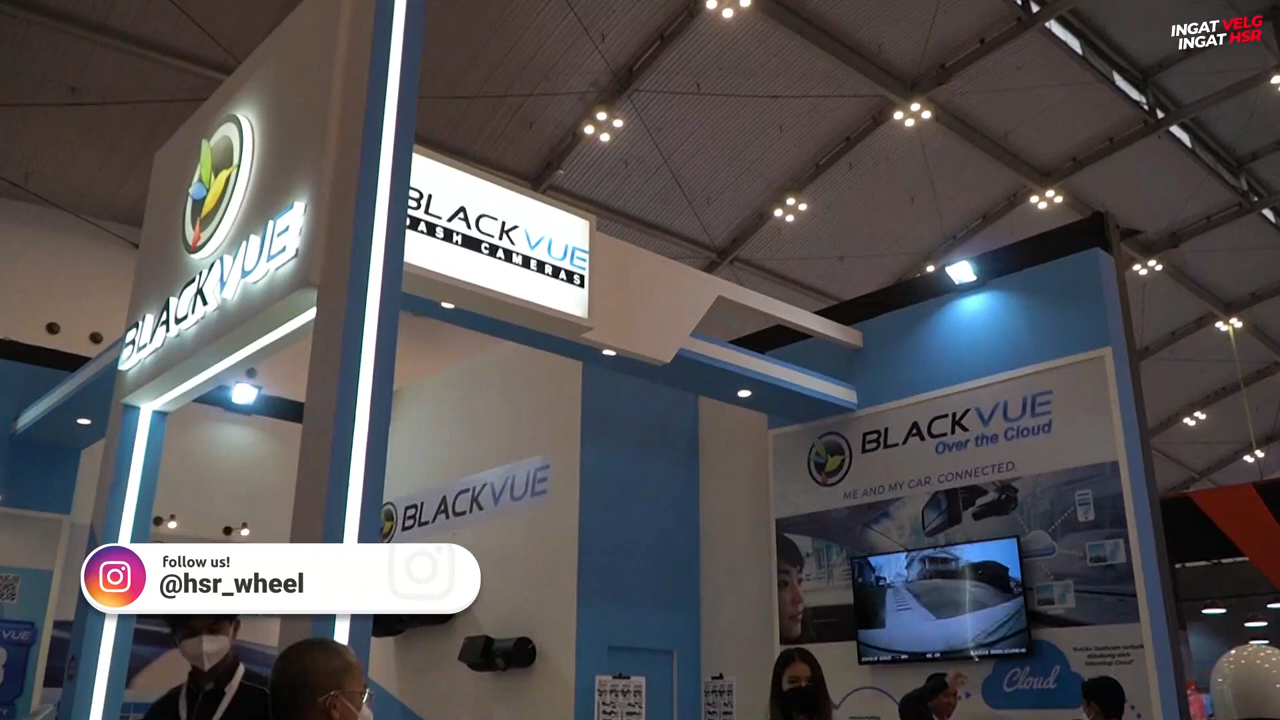 INGAT VELG
INGAT HSR
BLACKVUE
BLACKVUE
DASH CAMERAS
BLACKVUE
Over the Cloud
ME AND MY CAR. CONNECTED.
BLACKVUE
follow us!
@hsr_wheel
VUE
Cloud